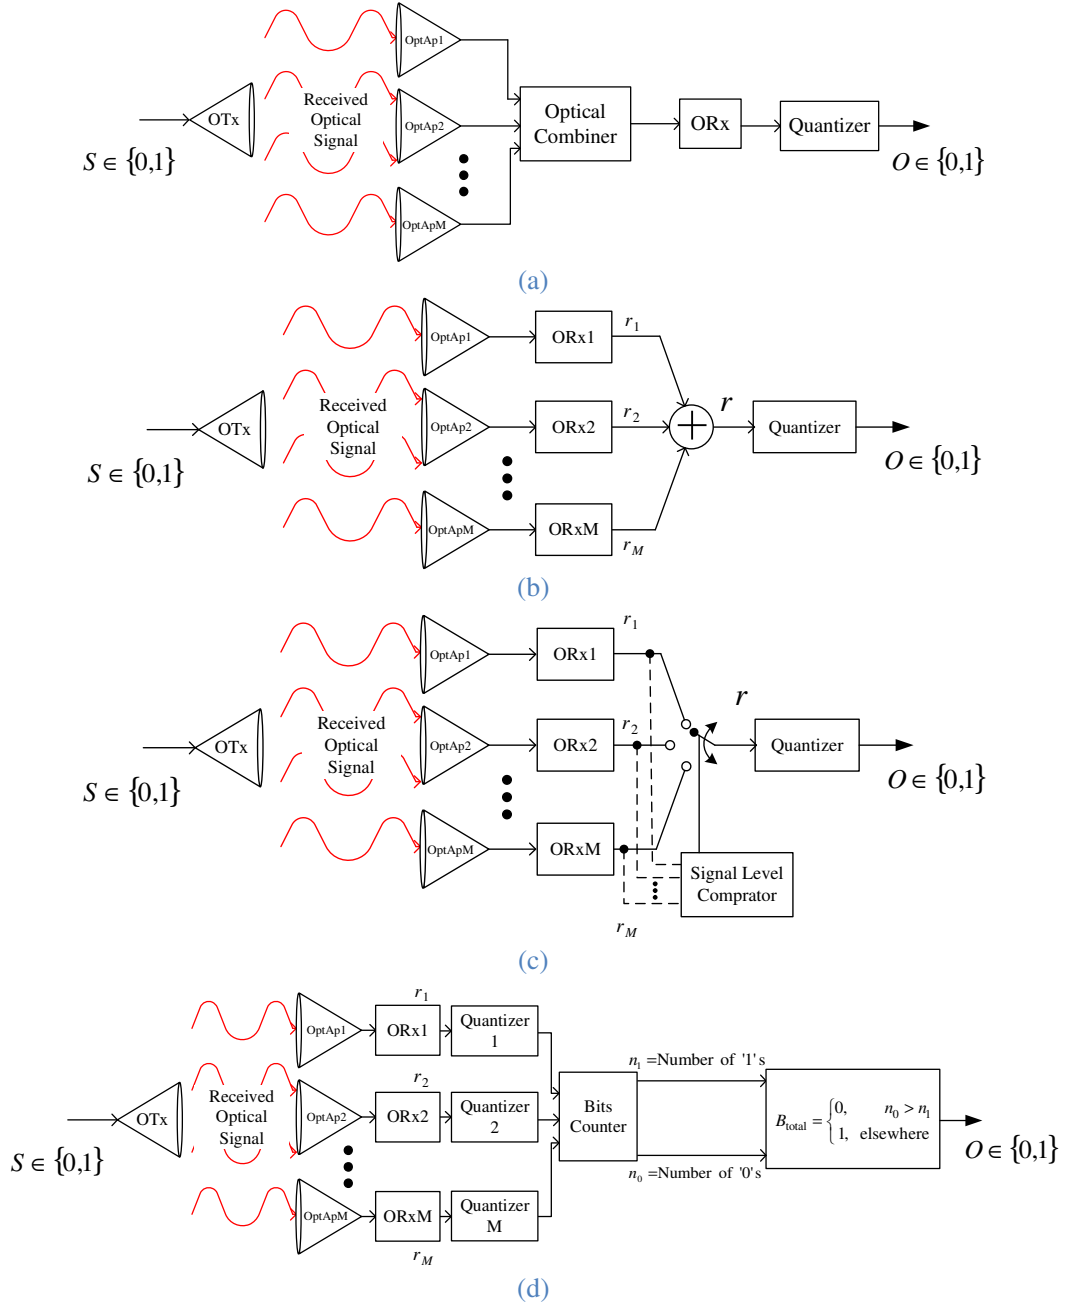 OptAp1
OTx
Received
Optical
Signal
OptAp2
Optical
Combiner
ORx
Quantizer
S ∈ {0,1}
O ∈ {0,1}
OptApM
(a)
OptAp1
ORx1
r1
OTx
Received
Optical
Signal
OptAp2
ORx2
r2
r
Quantizer
S ∈ {0,1}
O ∈ {0,1}
OptApM
ORxM
rM
(b)
OptAp1
ORx1
r1
OTx
Received
Optical
Signal
OptAp2
ORx2
r2
r
Quantizer
S ∈ {0,1}
O ∈ {0,1}
OptApM
ORxM
rM
Signal Level
Comprator
(c)
OptAp1
r1
ORx1
Quantizer
1
OTx
Received
Optical
Signal
OptAp2
r2
ORx2
Quantizer
2
Bits
Counter
n1 =Number of '1's
n0 =Number of '0's
Btotal = {0, n0 > n1
1, elsewhere
S ∈ {0,1}
O ∈ {0,1}
OptApM
ORxM
rM
Quantizer
M
(d)